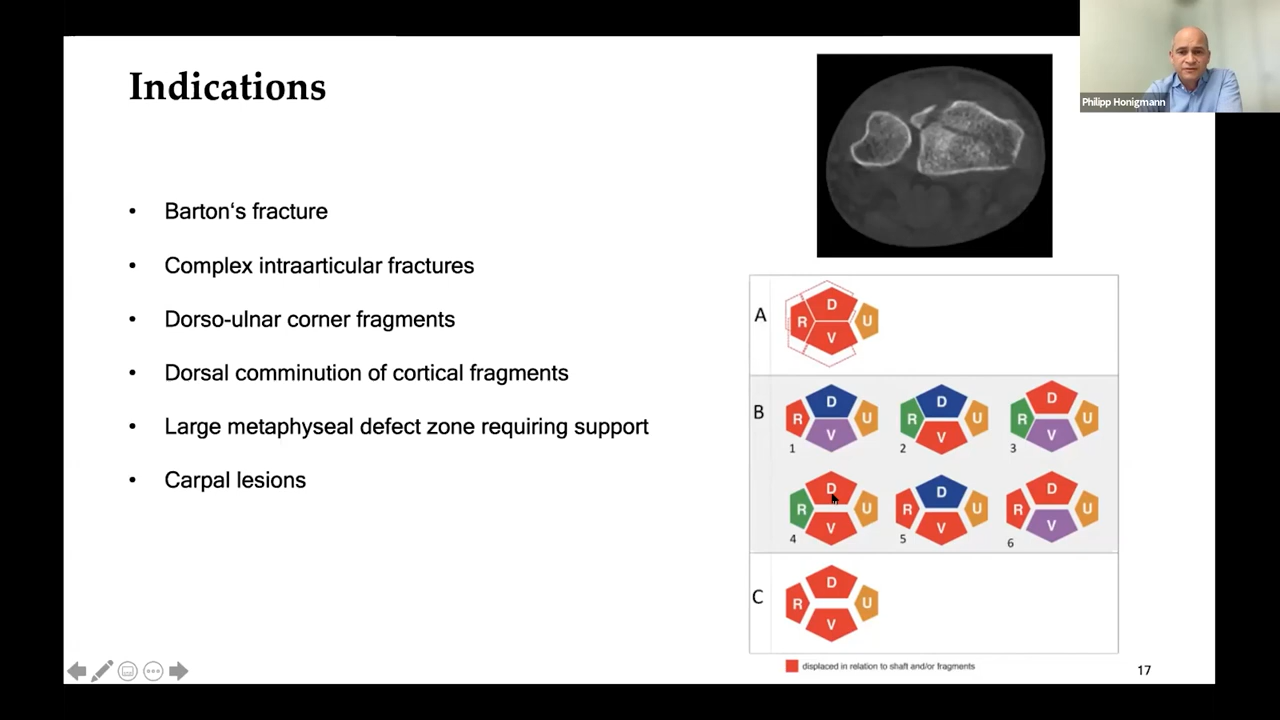 Indications
Philipp Honigmann
• Barton‘s fracture
• Complex intraarticular fractures
• Dorso-ulnar corner fragments
• Dorsal comminution of cortical fragments
• Large metaphyseal defect zone requiring support
• Carpal lesions
A
D
R
U
V
B
D
R
U
V
1
D
R
U
V
2
D
R
U
V
3
D
R
U
V
4
D
R
U
V
5
D
R
U
V
6
C
D
R
U
V
displaced in relation to shaft and/or fragments
17